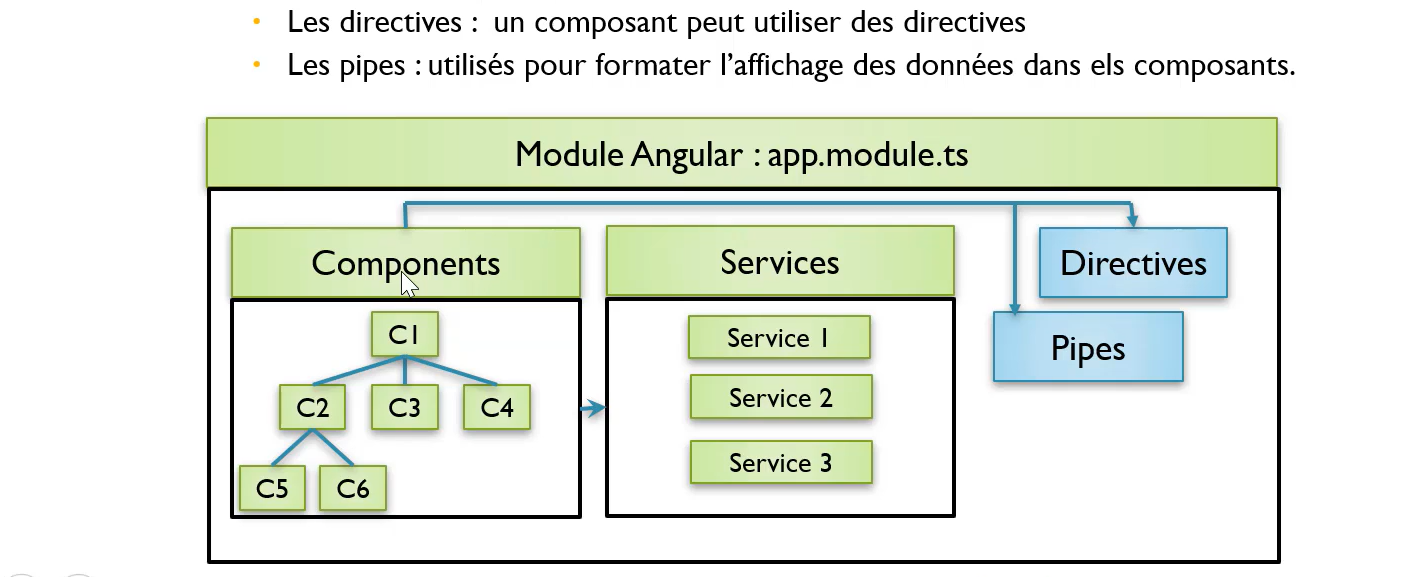 Les directives : un composant peut utiliser des directives
Les pipes : utilisés pour formater l'affichage des données dans els composants.
Module Angular : app.module.ts
Components
Services
Directives
Pipes
C1
C2
C3
C4
C5
C6
Service 1
Service 2
Service 3